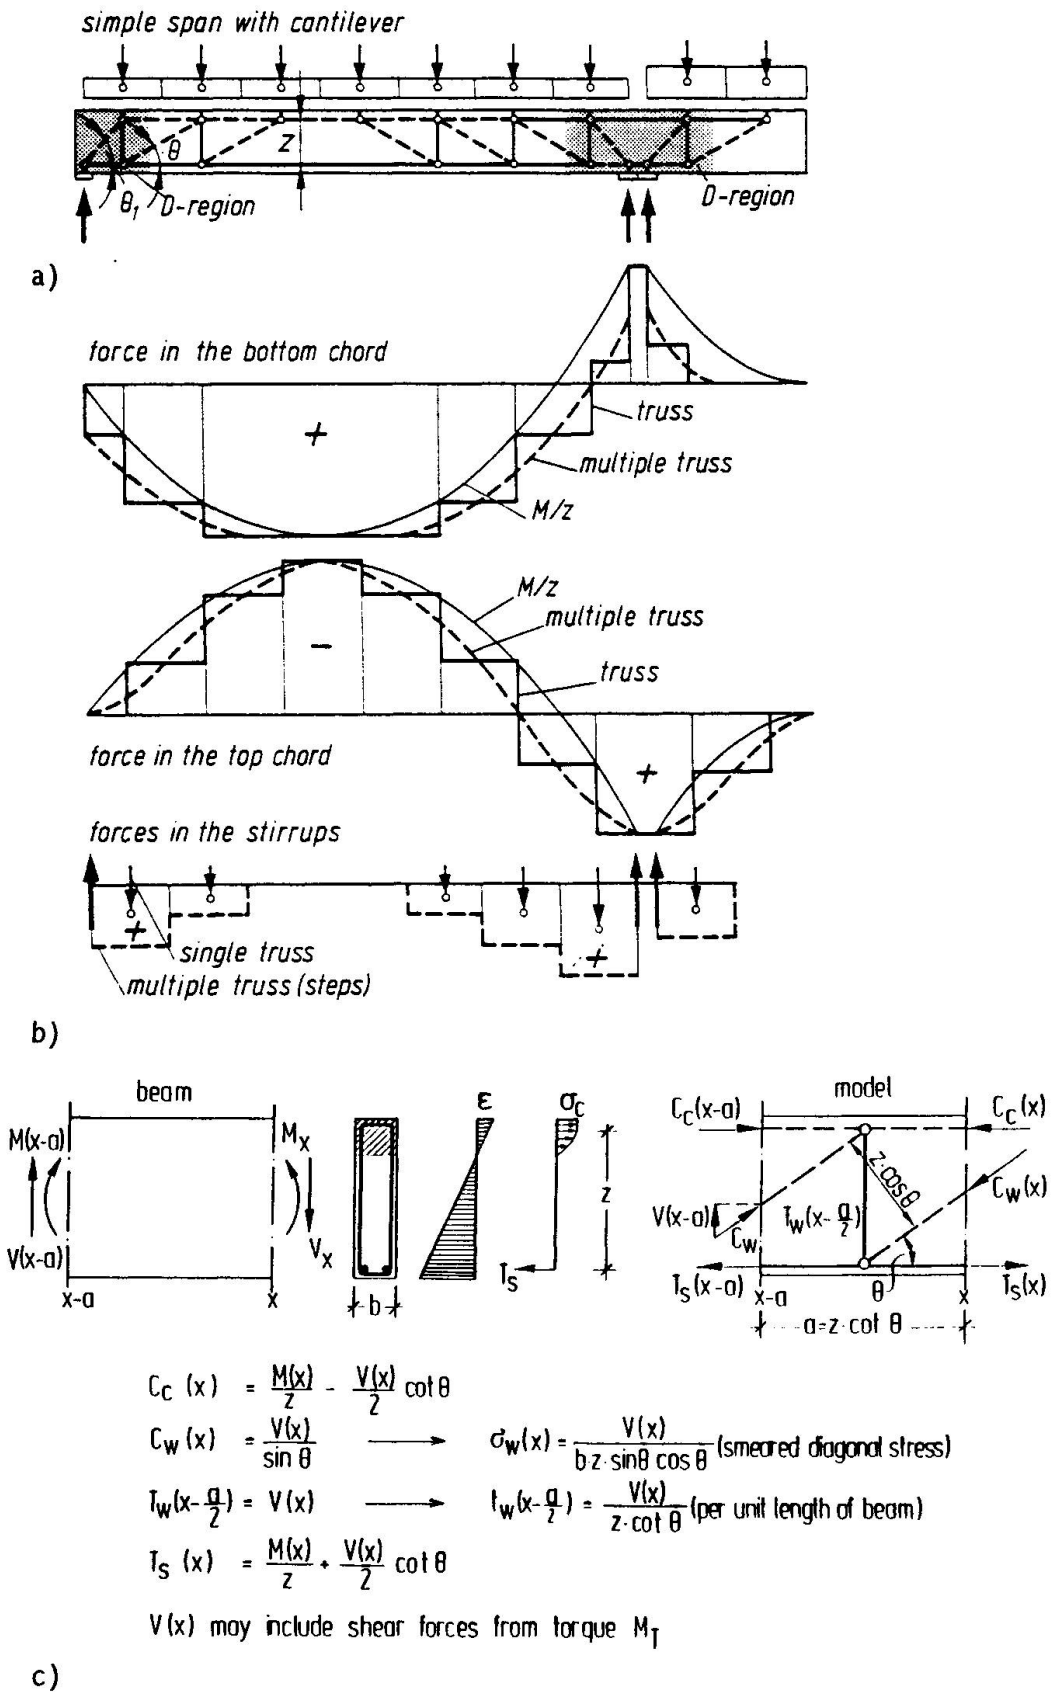 simple span with cantilever
z
θ
θ₁
D-region
D-region
a)
force in the bottom chord
+
truss
multiple truss
M/z
M/z
multiple truss
−
truss
force in the top chord
+
forces in the stirrups
+
+
single truss
multiple truss (steps)
b)
beam
model
M(x-a)
V(x-a)
Mx
Vx
x-a
x
b
ε
σc
z
Ts
Cc(x-a)
Cc(x)
z·cosθ
Cw(x)
V(x-a)
Cw
Tw(x-a/2)
θ
Ts(x-a)
Ts(x)
x-a
x
a=z·cot θ
Cc (x) = M(x)/z - V(x)/2 cot θ
Cw (x) = V(x)/sin θ → σw(x) = V(x)/b·z·sinθ cosθ (smeared diagonal stress)
Tw(x-a/2) = V(x) → tw(x-a/2) = V(x)/z·cot θ (per unit length of beam)
Ts (x) = M(x)/z + V(x)/2 cot θ
V(x) may include shear forces from torque MT
c)